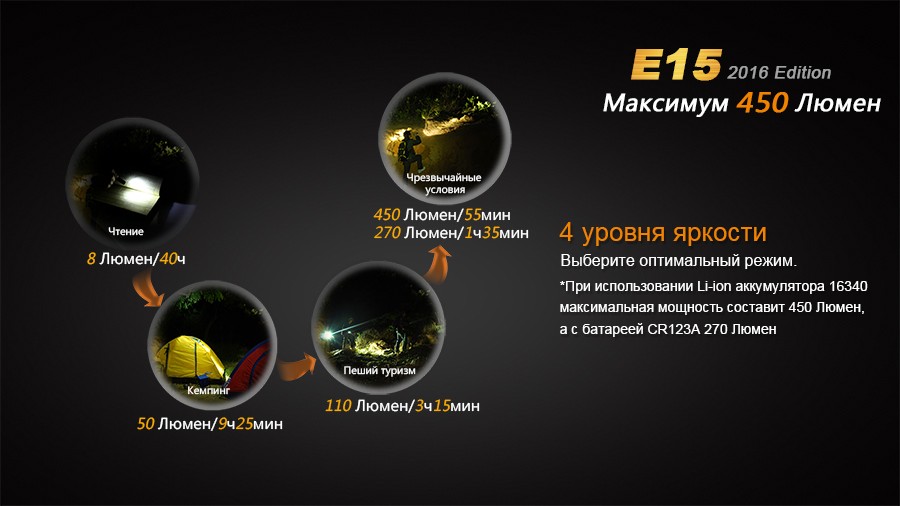 E15 2016 Edition
Максимум 450 Люмен
Чрезвычайные
условия
450 Люмен/55мин
270 Люмен/1ч35мин
Чтение
8 Люмен/40ч
4 уровня яркости
Выберите оптимальный режим.
*При использовании Li-ion аккумулятора 16340
максимальная мощность составит 450 Люмен,
а с батареей CR123A 270 Люмен
Кемпинг
50 Люмен/9ч25мин
Пеший туризм
110 Люмен/3ч15мин